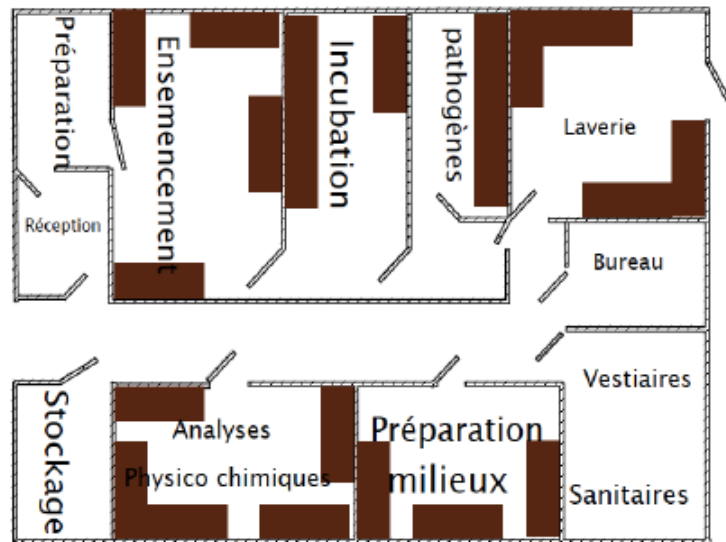 Préparation
Ensemencement
Incubation
pathogènes
Laverie
Réception
Bureau
Stockage
Analyses
Physico chimiques
Préparation
milieux
Vestiaires
Sanitaires